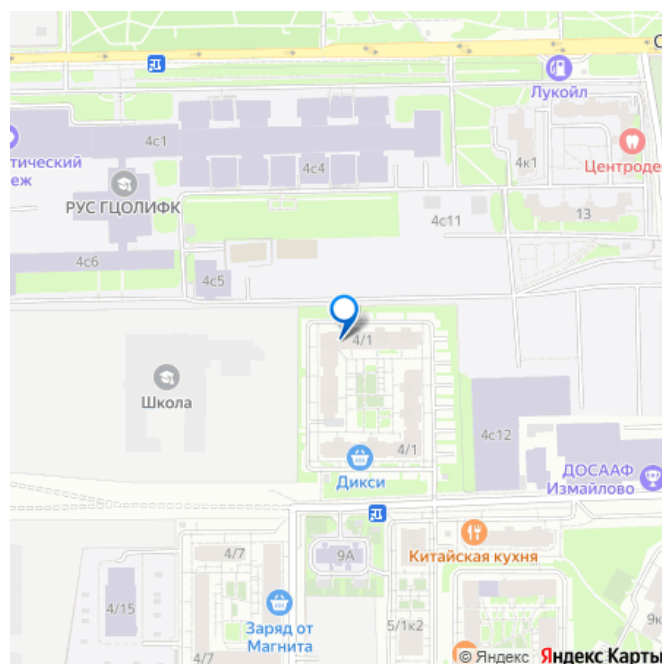 С
Лукойл
4с1
4к1
тический
еж
4с4
Центроде
РУС ГЦОЛИФК
13
4с11
4с6
4с5
4/1
Школа
4/1
4с12
Дикси
ДОСААФ
Измайлово
Китайская кухня
4/7
9А
4/15
5/1к2
9к
Заряд от
Магнита
4/7
© Яндекс Яндекс Карты